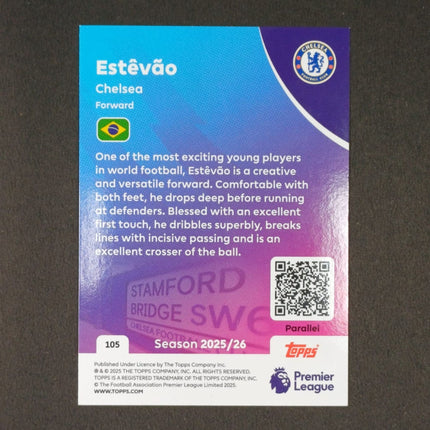 CHELSEA
FOOTBALL CLUB
Estêvão
Chelsea
Forward
One of the most exciting young players
in world football, Estêvão is a creative
and versatile forward. Comfortable with
both feet, he drops deep before running
at defenders. Blessed with an excellent
first touch, he dribbles superbly, breaks
lines with incisive passing and is an
excellent crosser of the ball.
STAMFORD
BRIDGE SW6
CHELSEA FOOTBALL
Parallel
105
Season 2025/26
Topps
Published Under Licence by The Topps Company Inc.
® & © 2025 THE TOPPS COMPANY, INC. ALL RIGHTS RESERVED.
TOPPS IS A REGISTERED TRADEMARK OF THE TOPPS COMPANY, INC.
© The Football Association Premier League Limited 2025.
WWW.TOPPS.COM
Premier
League